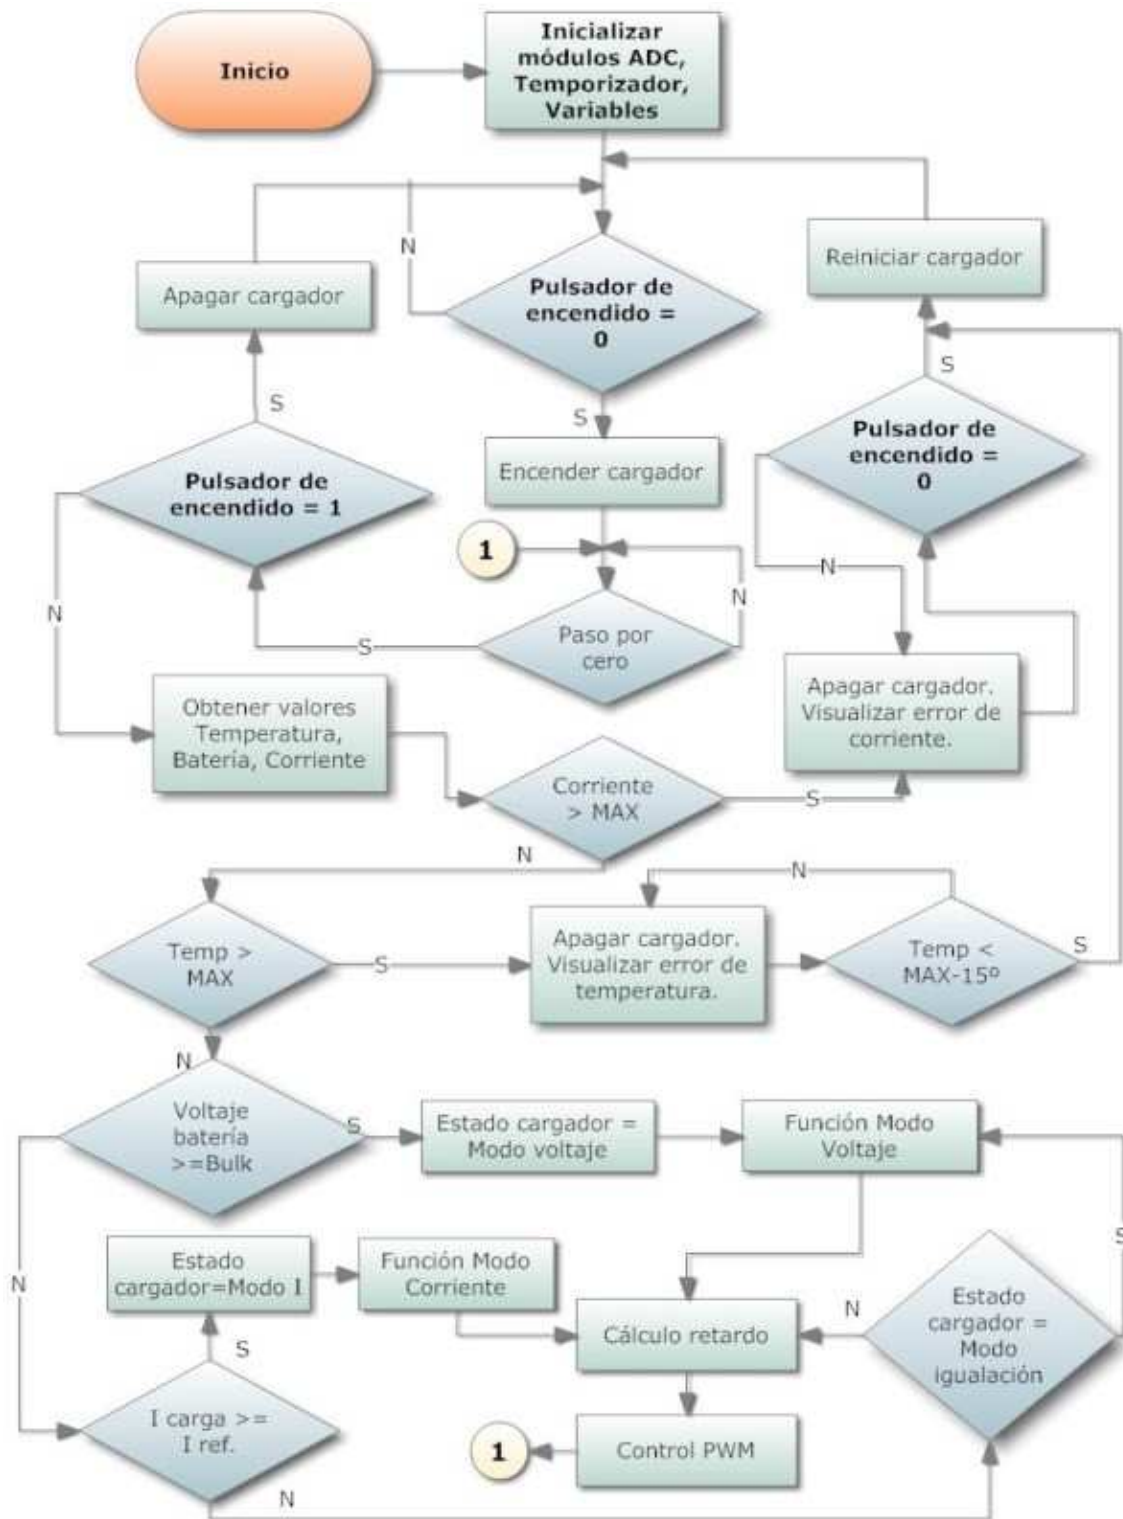 Inicio
Inicializar
módulos ADC,
Temporizador,
Variables
Reiniciar cargador
N
Apagar cargador
Pulsador de
encendido =
0
S
S
S
Encender cargador
Pulsador de
encendido =
0
Pulsador de
encendido = 1
1
N
N
N
Paso por
cero
S
Apagar cargador.
Visualizar error de
corriente.
Obtener valores
Temperatura,
Batería, Corriente
Corriente
> MAX
S
N
N
Temp >
MAX
S
Apagar cargador.
Visualizar error de
temperatura.
Temp <
MAX-15º
S
N
Voltaje
batería
>=Bulk
S
Estado cargador =
Modo voltaje
Función Modo
Voltaje
S
N
Estado
cargador=Modo I
Función Modo
Corriente
N
Estado
cargador =
Modo
igualación
Cálculo retardo
S
I carga >=
I ref.
1
Control PWM
N